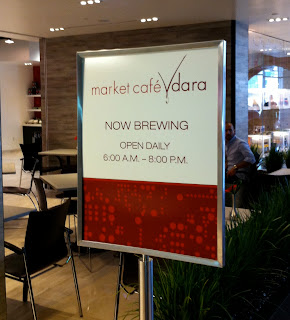 market café Vdara
NOW BREWING
OPEN DAILY
6:00 A.M. – 8:00 P.M.